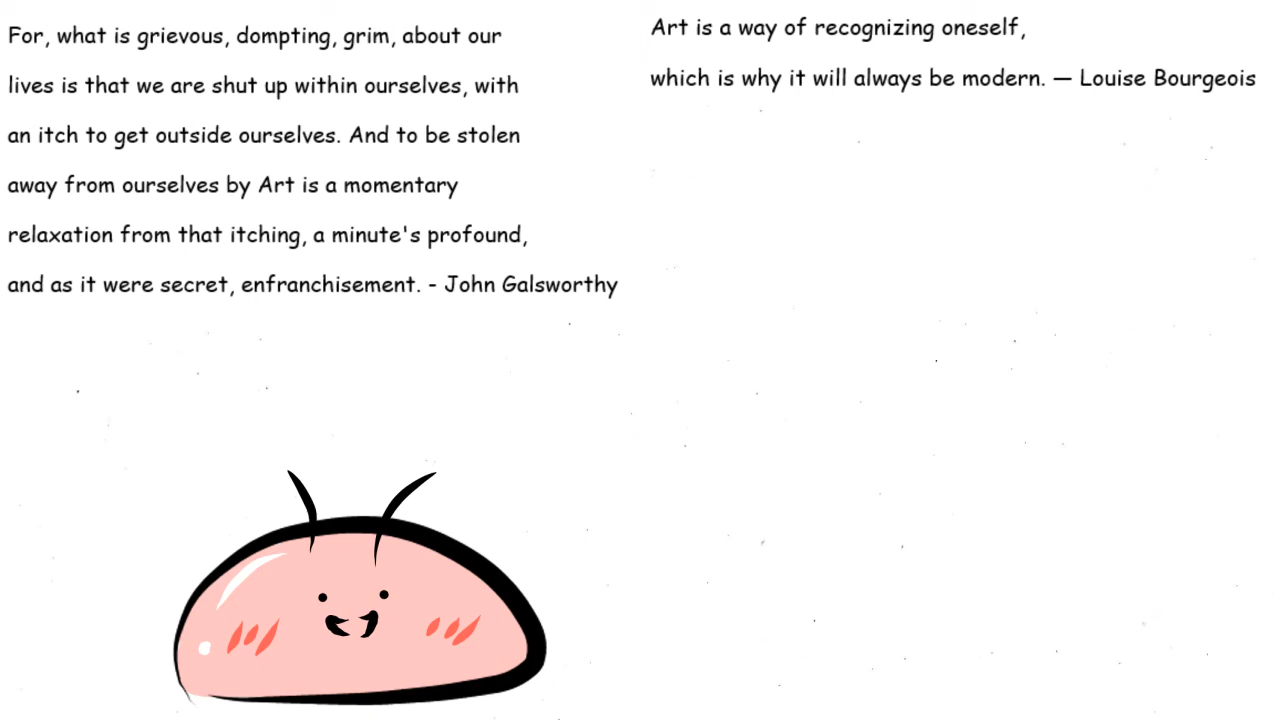 For, what is grievous, dompting, grim, about our
lives is that we are shut up within ourselves, with
an itch to get outside ourselves. And to be stolen
away from ourselves by Art is a momentary
relaxation from that itching, a minute's profound,
and as it were secret, enfranchisement. - John Galsworthy
Art is a way of recognizing oneself,
which is why it will always be modern. — Louise Bourgeois